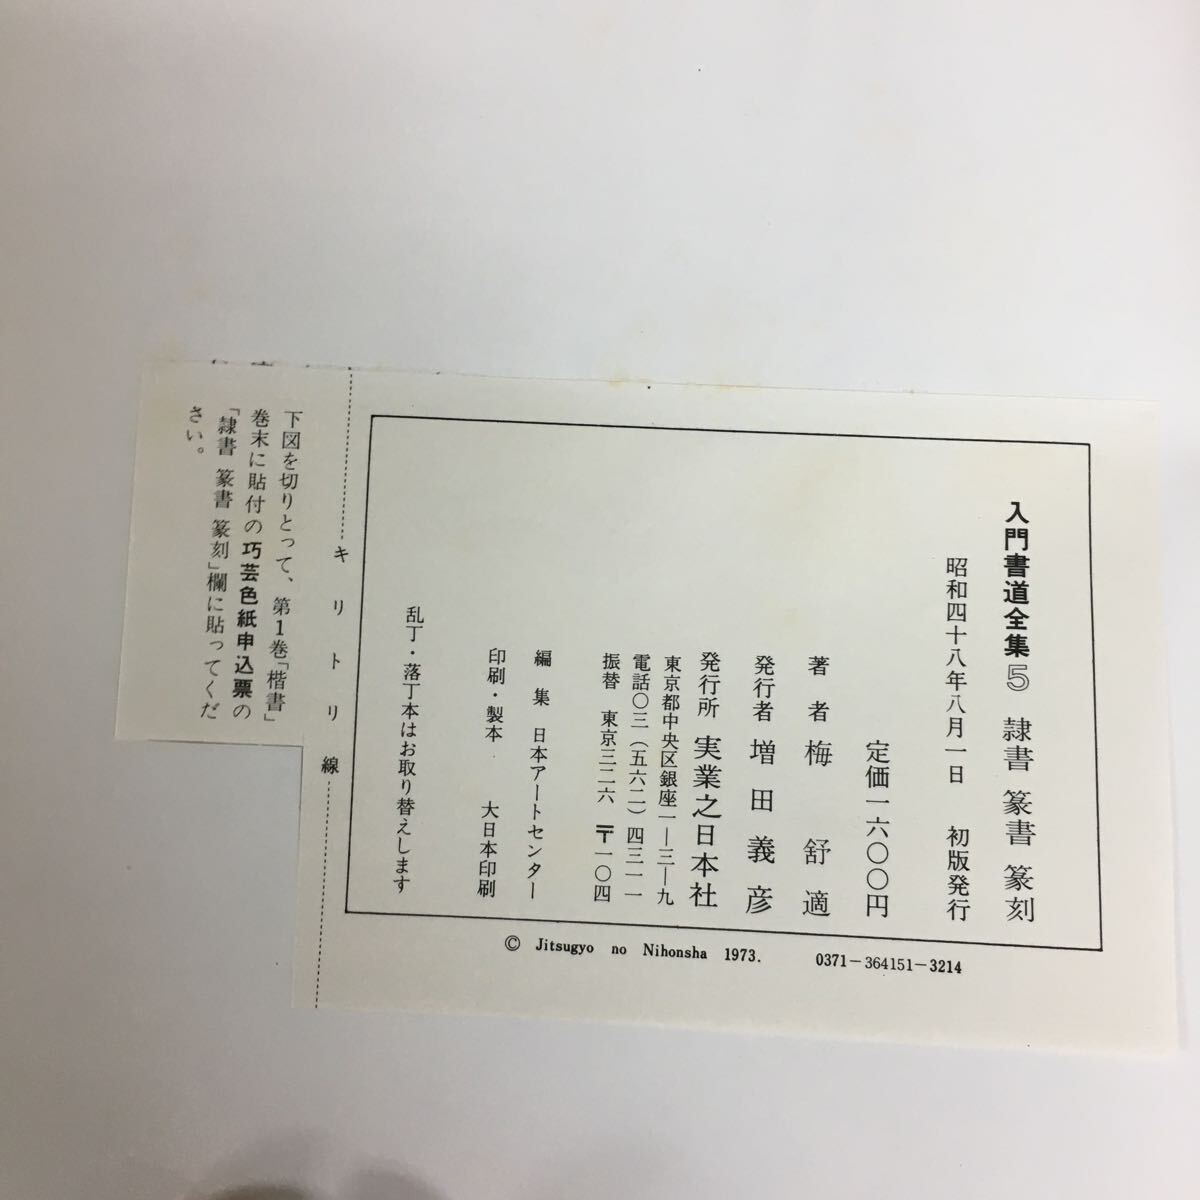 入門書道全集5 隷書 篆書 篆刻
昭和四十八年八月一日 初版発行
定価一六〇〇円
著者 梅舒適
発行者 増田義彦
発行所 実業之日本社
東京都中央区銀座一―三―九
電話〇三(五六二)四三一一
振替 東京三二六 〒一〇四
編集 日本アートセンター
印刷・製本 大日本印刷
乱丁・落丁本はお取り替えします
© Jitsugyo no Nihonsha 1973. 0371-364151-3214
キリトリ線
下図を切りとって、第1巻「楷書」
巻末に貼付の巧芸色紙申込票の
「隷書 篆書 篆刻」欄に貼ってくだ
さい。